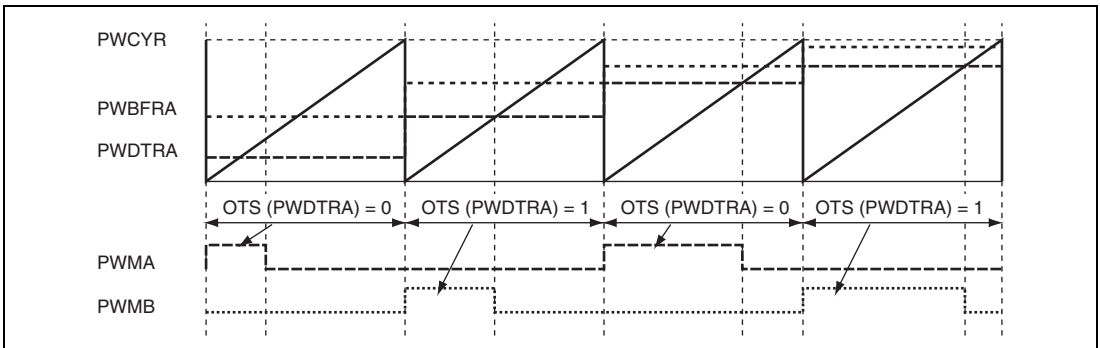 PWCYR
PWBFRA
PWDTRA
OTS (PWDTRA) = 0 OTS (PWDTRA) = 1 OTS (PWDTRA) = 0 OTS (PWDTRA) = 1
PWMA
PWMB